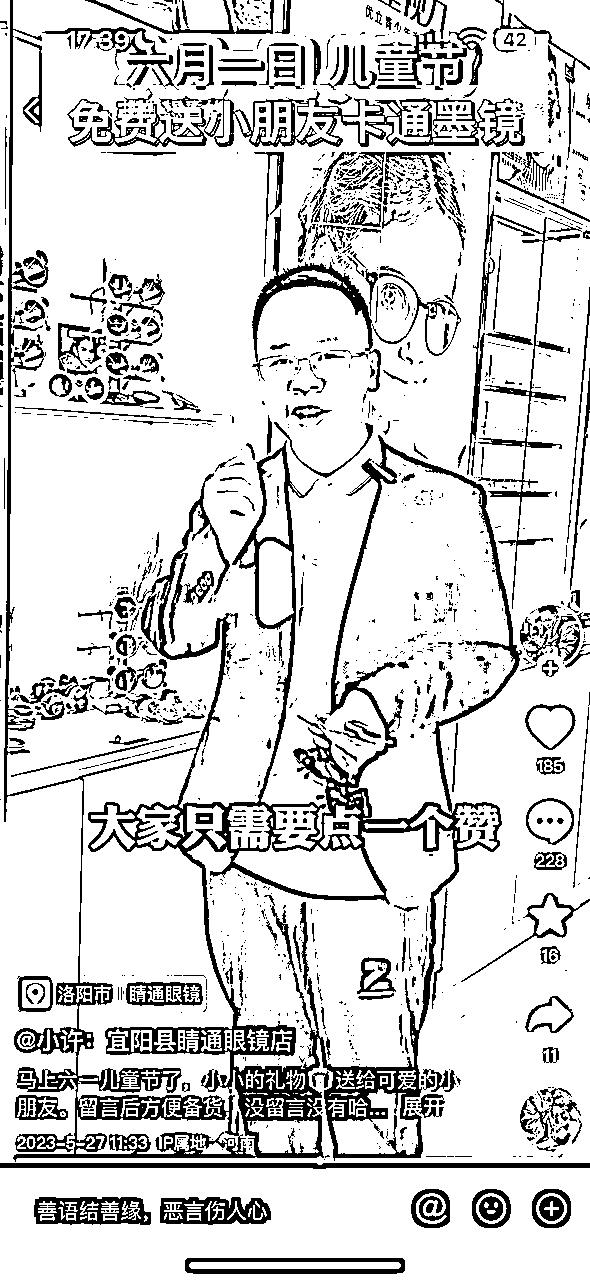 17:39
42
六月一日 儿童节
免费送小朋友卡通墨镜
大家只需要点一个赞
185
228
16
11
洛阳市 睛通眼镜
@小许：宜阳县睛通眼镜店
马上六一儿童节了，小小的礼物 送给可爱的小
朋友。留言后方便备货，没留言没有哈... 展开
2023-5-27 11:33 IP属地：河南
善语结善缘，恶言伤人心